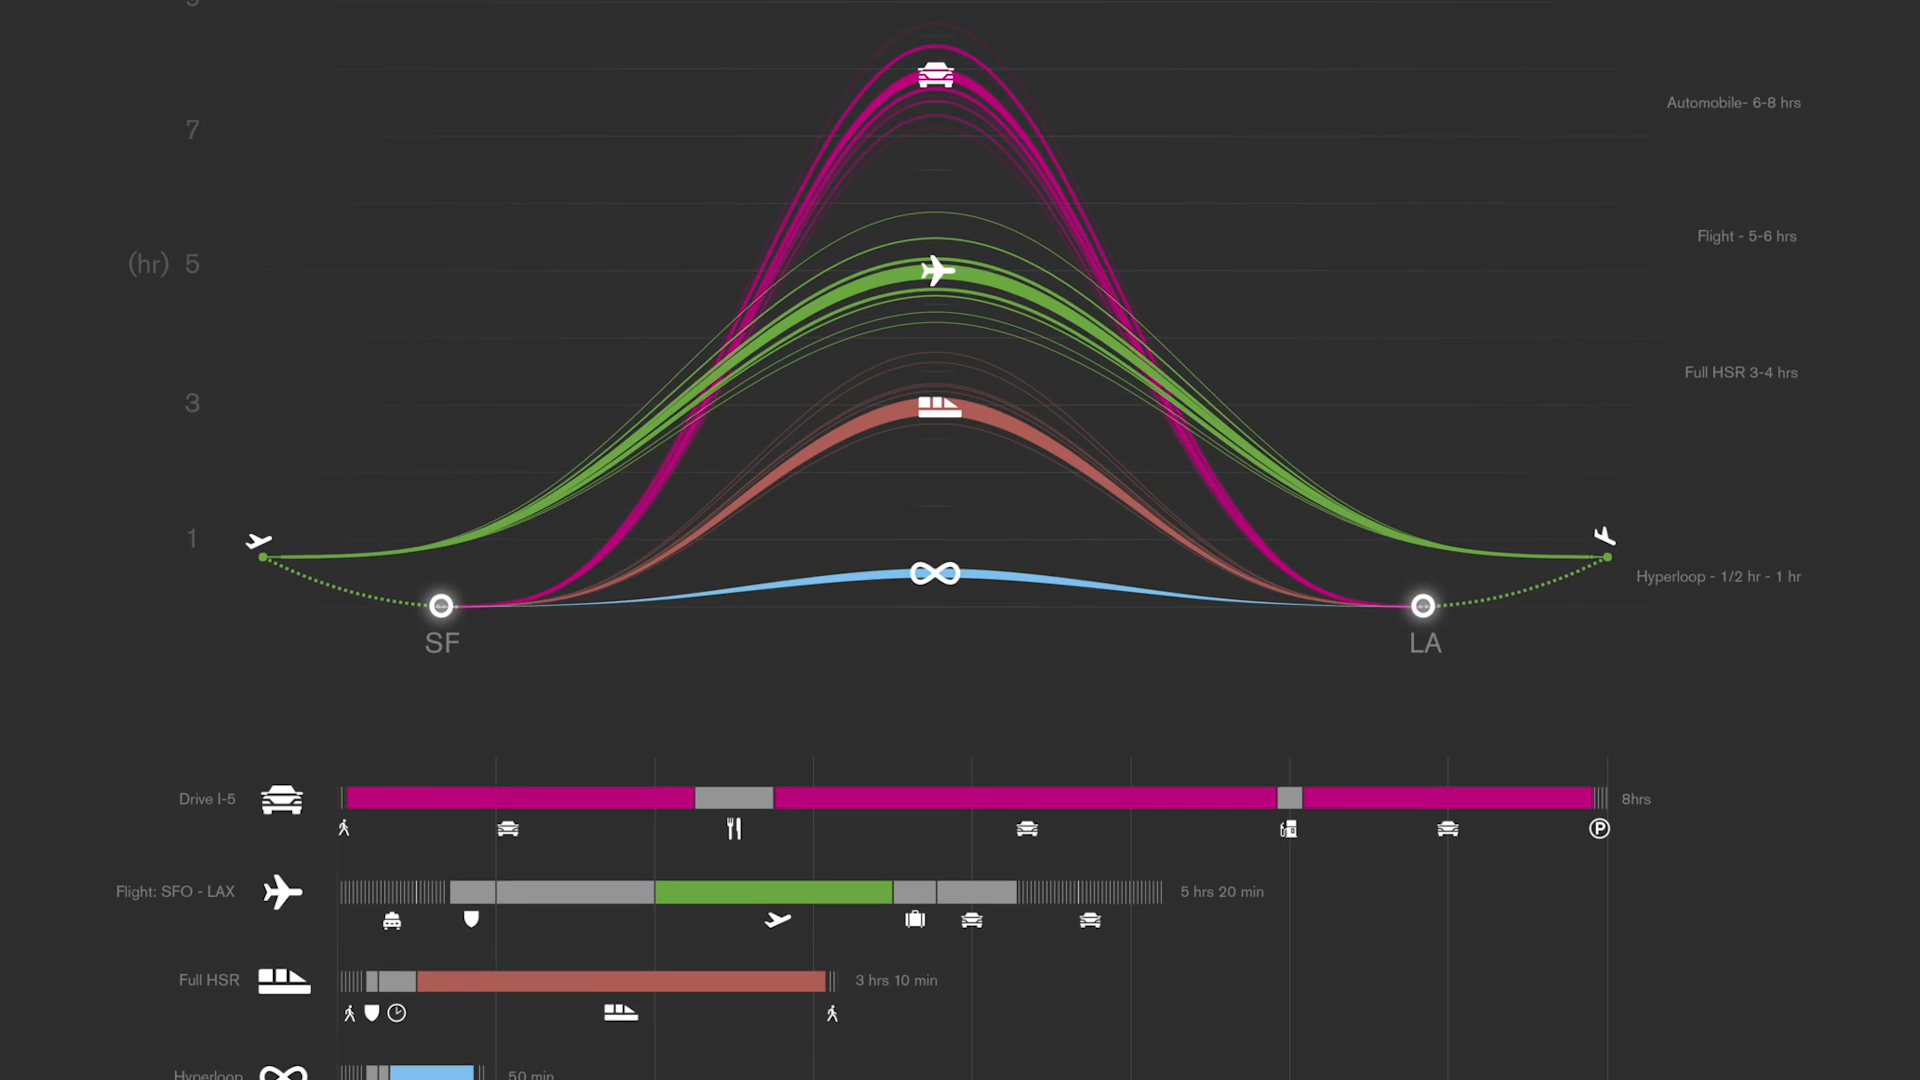 Automobile- 6-8 hrs
7
Flight - 5-6 hrs
(hr) 5
Full HSR 3-4 hrs
3
1
Hyperloop - 1/2 hr - 1 hr
SF
LA
Drive I-5
8hrs
P
Flight: SFO - LAX
5 hrs 20 min
Full HSR
3 hrs 10 min
Hyperloop
50 min